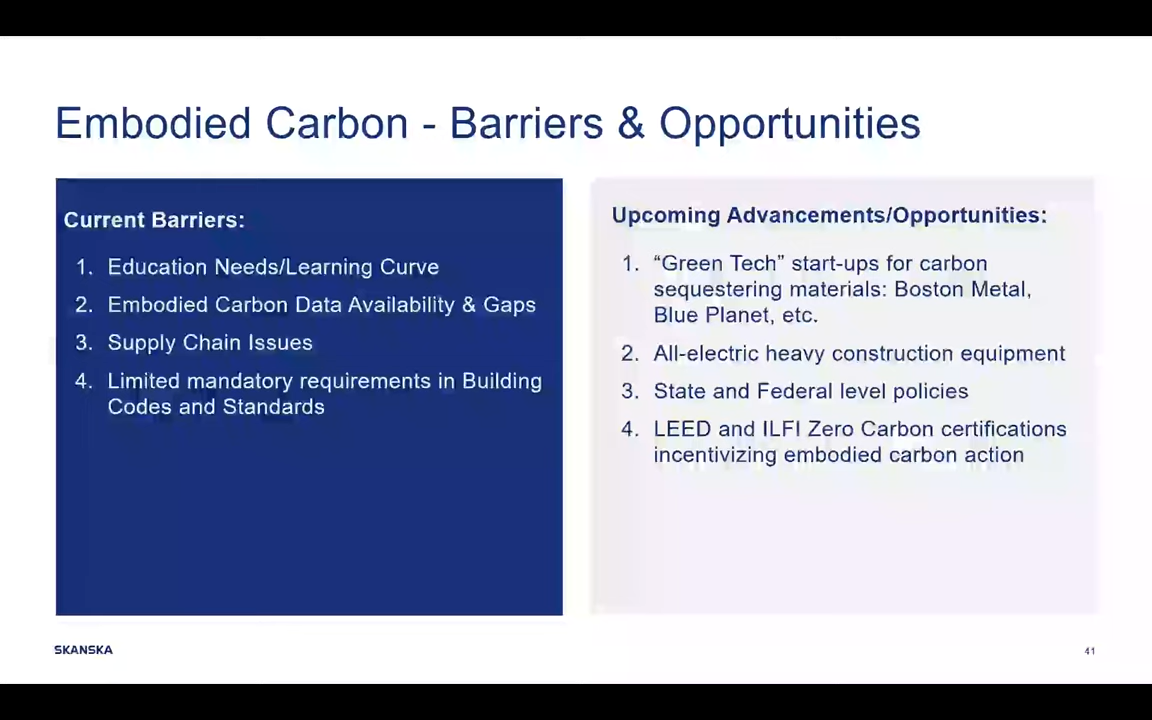 Embodied Carbon - Barriers & Opportunities
Current Barriers:
1. Education Needs/Learning Curve
2. Embodied Carbon Data Availability & Gaps
3. Supply Chain Issues
4. Limited mandatory requirements in Building
Codes and Standards
Upcoming Advancements/Opportunities:
1. “Green Tech” start-ups for carbon
sequestering materials: Boston Metal,
Blue Planet, etc.
2. All-electric heavy construction equipment
3. State and Federal level policies
4. LEED and ILFI Zero Carbon certifications
incentivizing embodied carbon action
SKANSKA
41